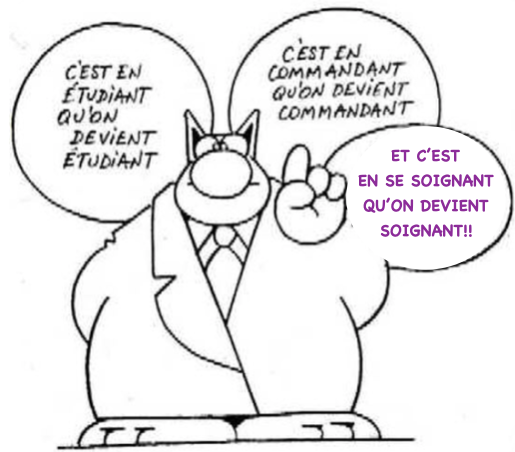 C'EST EN
ÉTUDIANT
QU'ON
DEVIENT
ÉTUDIANT
C'EST EN
COMMANDANT
QU'ON DEVIENT
COMMANDANT
ET C'EST
EN SE SOIGNANT
QU'ON DEVIENT
SOIGNANT!!